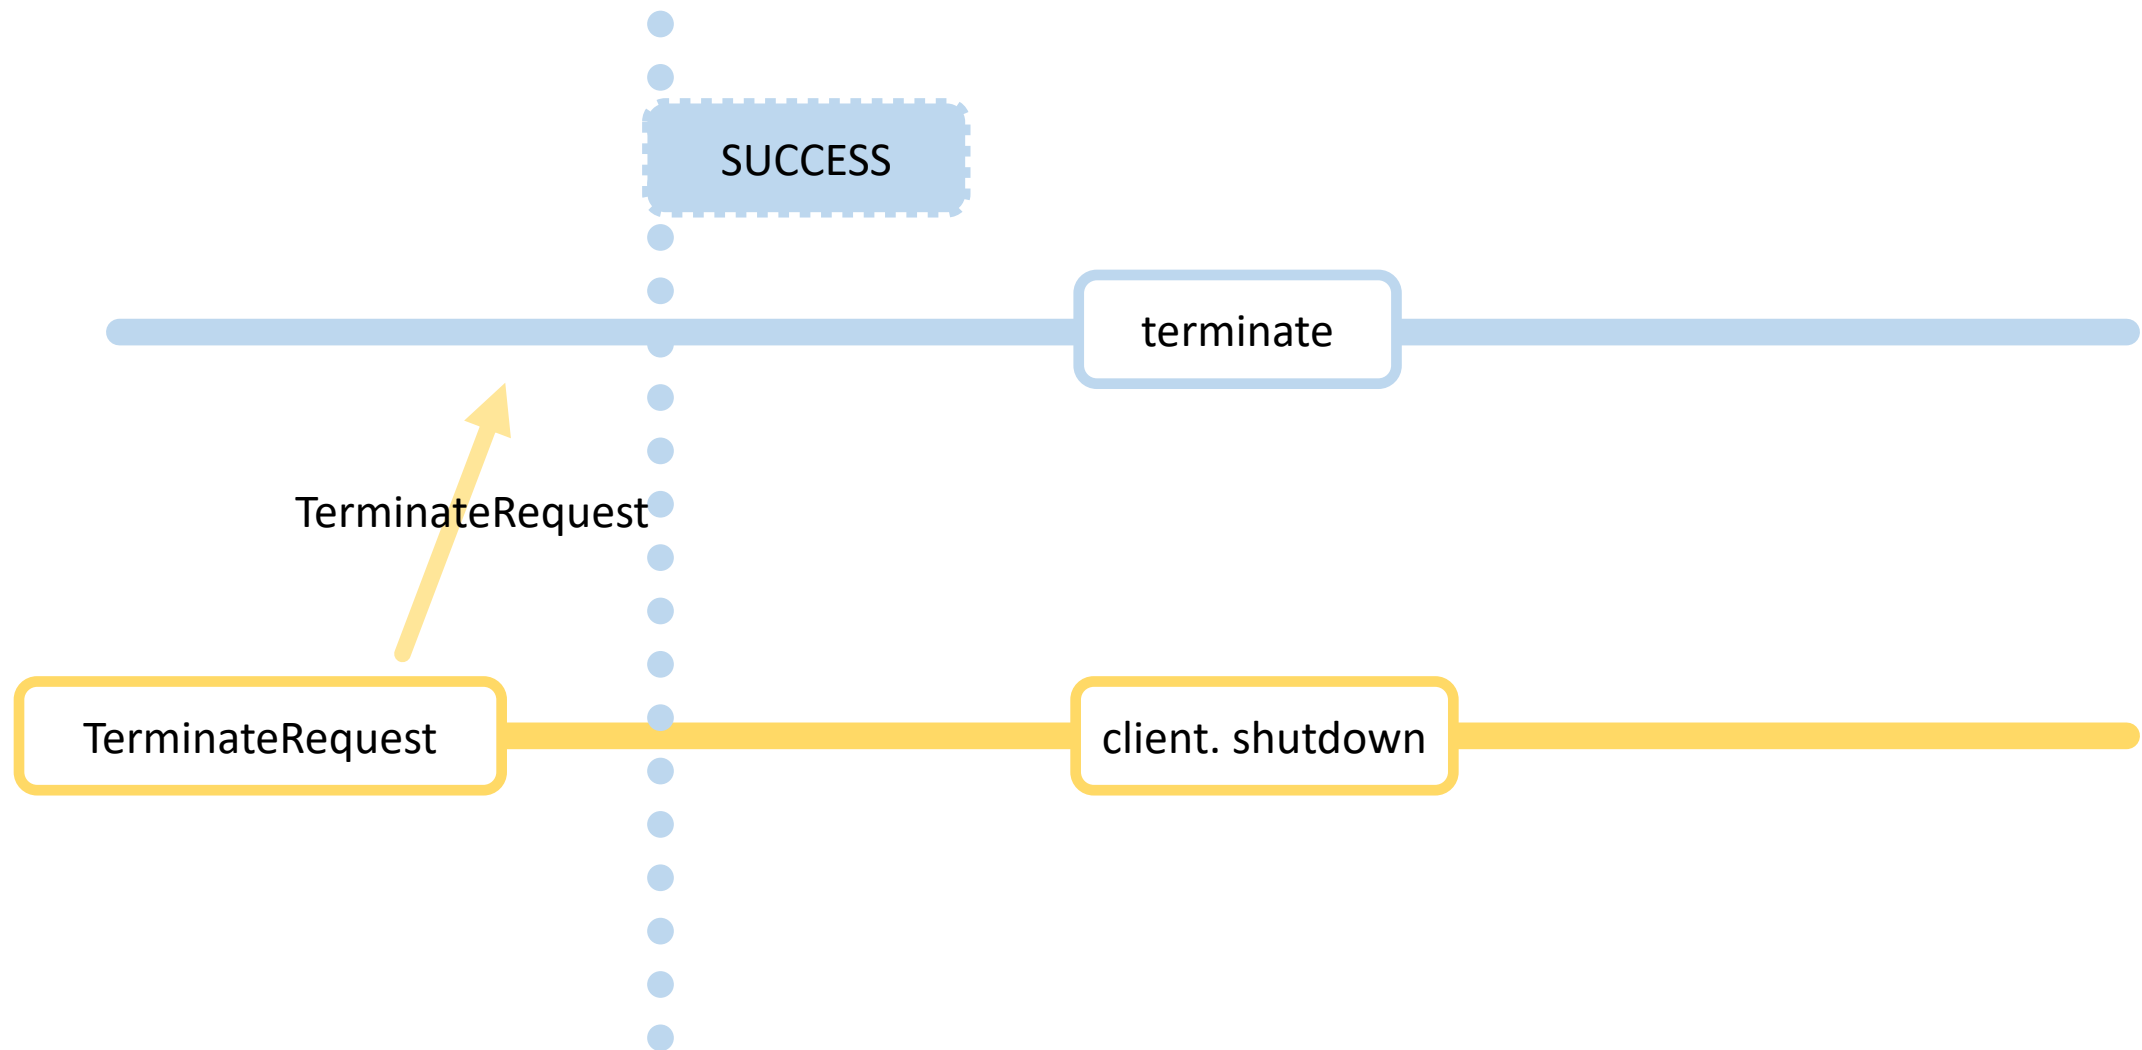 SUCCESS
terminate
TerminateRequest
TerminateRequest
client. shutdown